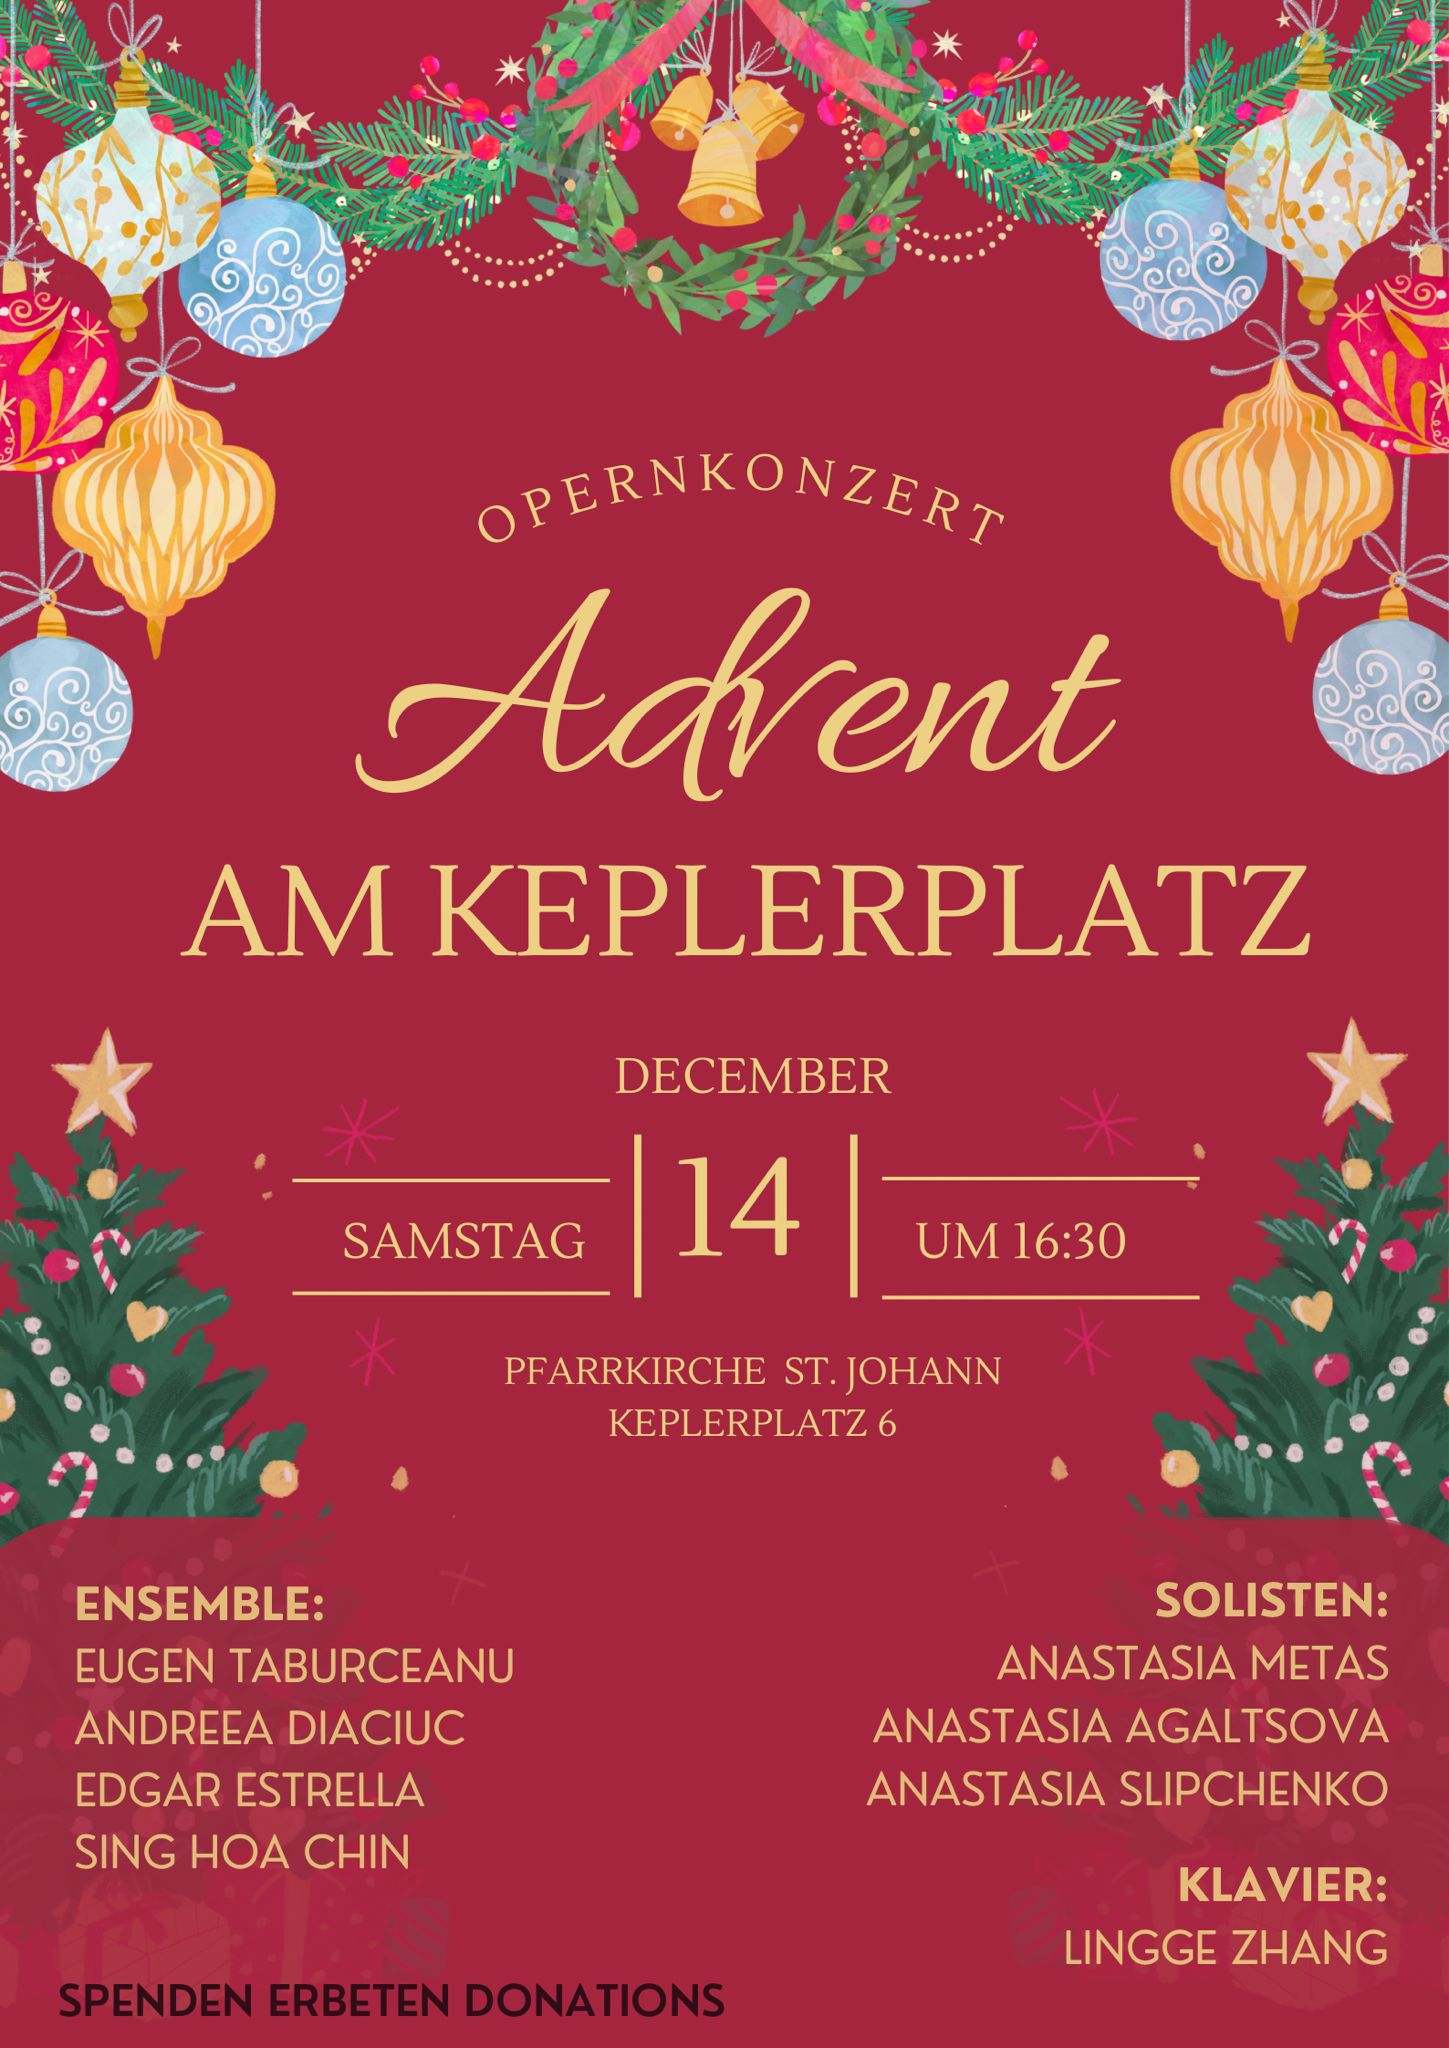 OPERNKONZERT
Advent
AM KEPLERPLATZ
DECEMBER
SAMSTAG
14
UM 16:30
PFARRKIRCHE ST. JOHANN
KEPLERPLATZ 6
ENSEMBLE:
EUGEN TABURCEANU
ANDREEA DIACIUC
EDGAR ESTRELLA
SING HOA CHIN
SOLISTEN:
ANASTASIA METAS
ANASTASIA AGALTSOVA
ANASTASIA SLIPCHENKO
KLAVIER:
LINGGE ZHANG
SPENDEN ERBETEN DONATIONS